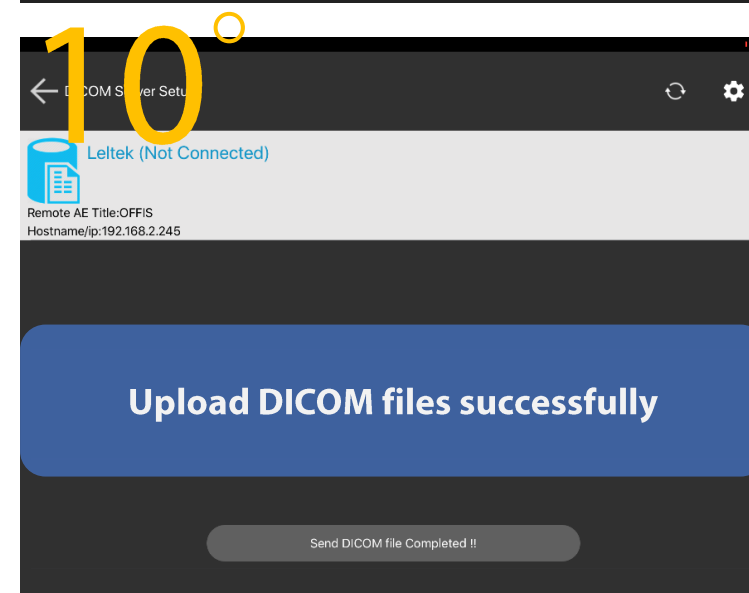 10°
DICOM Server Setup
Leltek (Not Connected)
Remote AE Title:OFFIS
Hostname/ip:192.168.2.245
Upload DICOM files successfully
Send DICOM file Completed !!